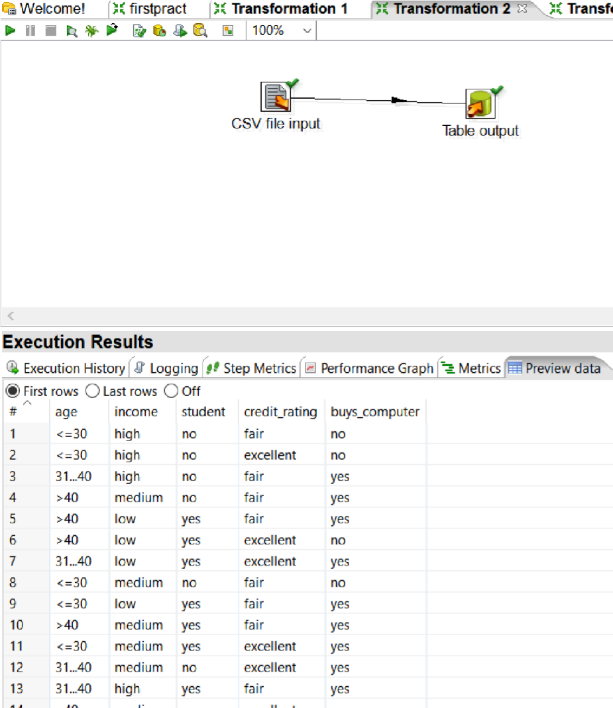 Welcome! firstpract Transformation 1 Transformation 2 Transf
100%
CSV file input
Table output
Execution Results
Execution History Logging Step Metrics Performance Graph Metrics Preview data
First rows Last rows Off
# age income student credit_rating buys_computer
1 <=30 high no fair no
2 <=30 high no excellent no
3 31...40 high no fair yes
4 >40 medium no fair yes
5 >40 low yes fair yes
6 >40 low yes excellent no
7 31...40 low yes excellent yes
8 <=30 medium no fair no
9 <=30 low yes fair yes
10 >40 medium yes fair yes
11 <=30 medium yes excellent yes
12 31...40 medium no excellent yes
13 31...40 high yes fair yes